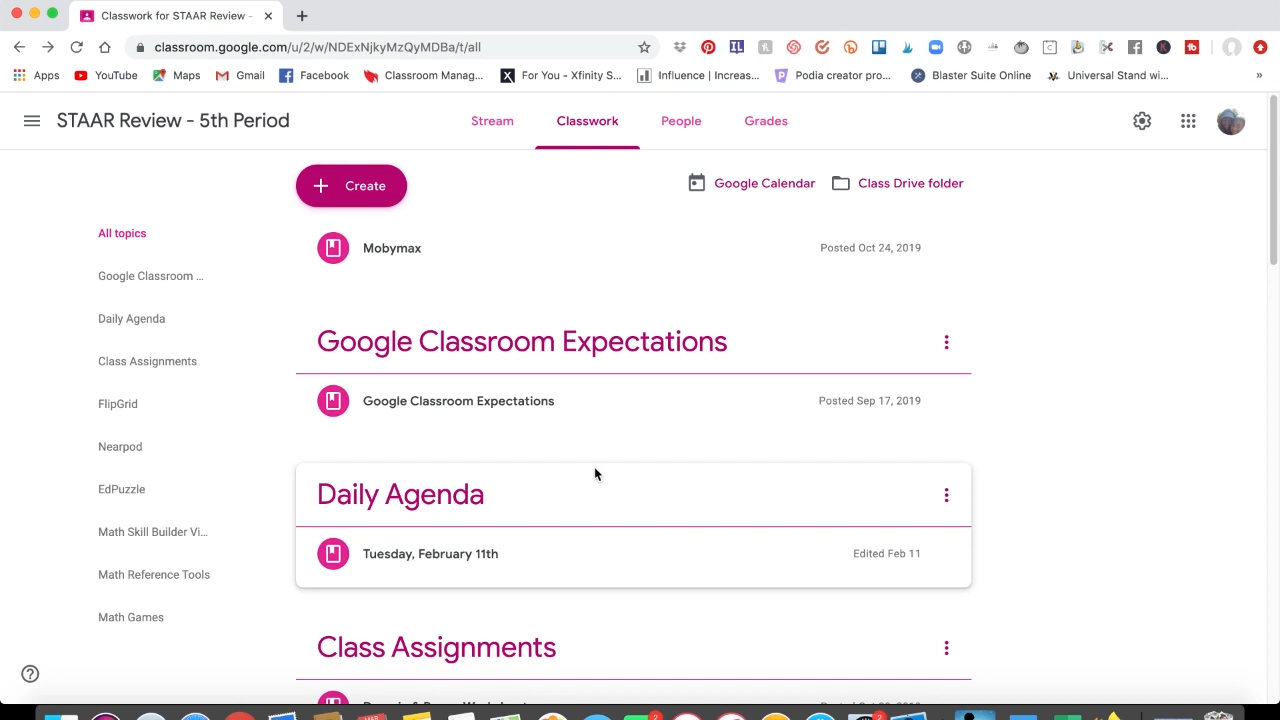 Classwork for STAAR Review -
classroom.google.com/u/2/w/NDExNjkyMzQyMDBa/t/all
Apps YouTube Maps Gmail Facebook Classroom Manag... For You - Xfinity S... Influence | Increas... Podia creator pro... Blaster Suite Online Universal Stand wi... »
STAAR Review - 5th Period
Stream Classwork People Grades
Create
Google Calendar Class Drive folder
All topics
Google Classroom ...
Daily Agenda
Class Assignments
FlipGrid
Nearpod
EdPuzzle
Math Skill Builder Vi...
Math Reference Tools
Math Games
Mobymax Posted Oct 24, 2019
Google Classroom Expectations
Google Classroom Expectations Posted Sep 17, 2019
Daily Agenda
Tuesday, February 11th Edited Feb 11
Class Assignments